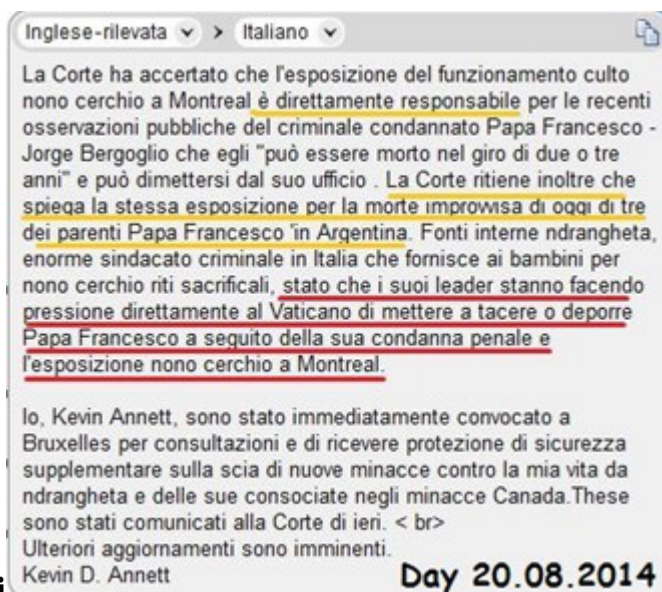 Inglese-rilevata > Italiano
La Corte ha accertato che l'esposizione del funzionamento culto
nono cerchio a Montreal è direttamente responsabile per le recenti
osservazioni pubbliche del criminale condannato Papa Francesco -
Jorge Bergoglio che egli "può essere morto nel giro di due o tre
anni" e può dimettersi dal suo ufficio . La Corte ritiene inoltre che
spiega la stessa esposizione per la morte improvvisa di oggi di tre
dei parenti Papa Francesco 'in Argentina. Fonti interne ndrangheta,
enorme sindacato criminale in Italia che fornisce ai bambini per
nono cerchio riti sacrificali, stato che i suoi leader stanno facendo
pressione direttamente al Vaticano di mettere a tacere o deporre
Papa Francesco a seguito della sua condanna penale e
l'esposizione nono cerchio a Montreal.
Io, Kevin Annett, sono stato immediatamente convocato a
Bruxelles per consultazioni e di ricevere protezione di sicurezza
supplementare sulla scia di nuove minacce contro la mia vita da
ndrangheta e delle sue consociate negli minacce Canada.These
sono stati comunicati alla Corte di ieri. < br>
Ulteriori aggiornamenti sono imminenti.
Kevin D. Annett Day 20.08.2014